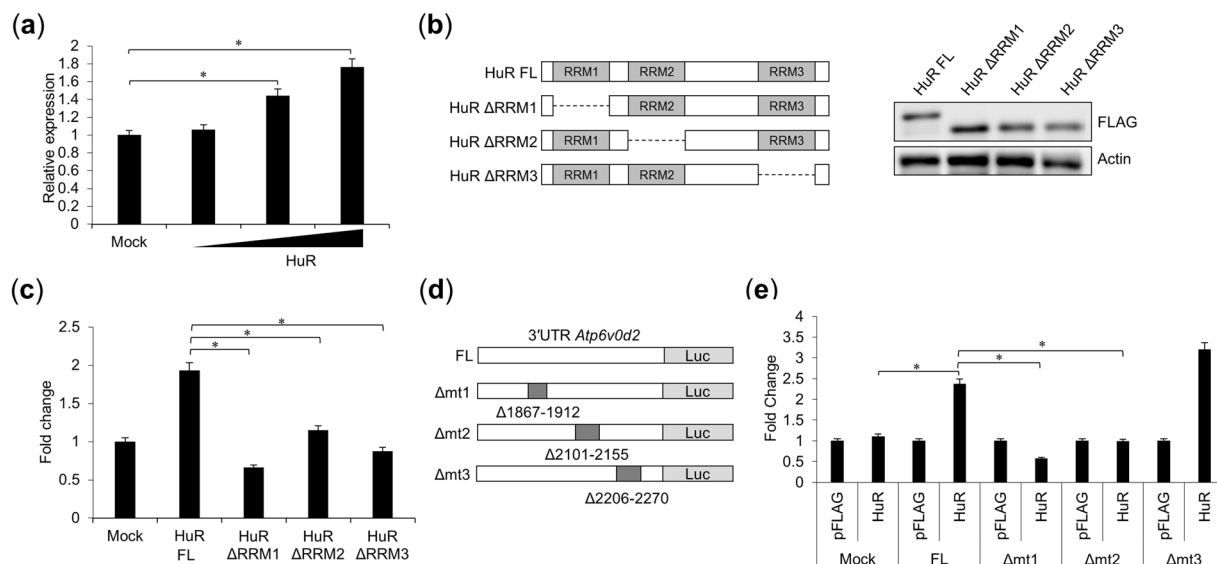 (a)
Relative expression
2
1.8
1.6
1.4
1.2
1
0.8
0.6
0.4
0.2
0
*
*
Mock
HuR
(b)
HuR FL
RRM1 RRM2 RRM3
HuR ΔRRM1
RRM2 RRM3
HuR ΔRRM2
RRM1 RRM3
HuR ΔRRM3
RRM1 RRM2
HuR FL
HuR ΔRRM1
HuR ΔRRM2
HuR ΔRRM3
FLAG
Actin
(c)
Fold change
2.5
2
1.5
1
0.5
0
*
*
*
Mock
HuR FL
HuR ΔRRM1
HuR ΔRRM2
HuR ΔRRM3
(d)
3'UTR Atp6v0d2
FL Luc
Δmt1 Luc
Δ1867-1912
Δmt2 Luc
Δ2101-2155
Δmt3 Luc
Δ2206-2270
(e)
Fold Change
4
3.5
3
2.5
2
1.5
1
0.5
0
*
*
*
pFLAG HuR pFLAG HuR pFLAG HuR pFLAG HuR pFLAG HuR
Mock FL Δmt1 Δmt2 Δmt3